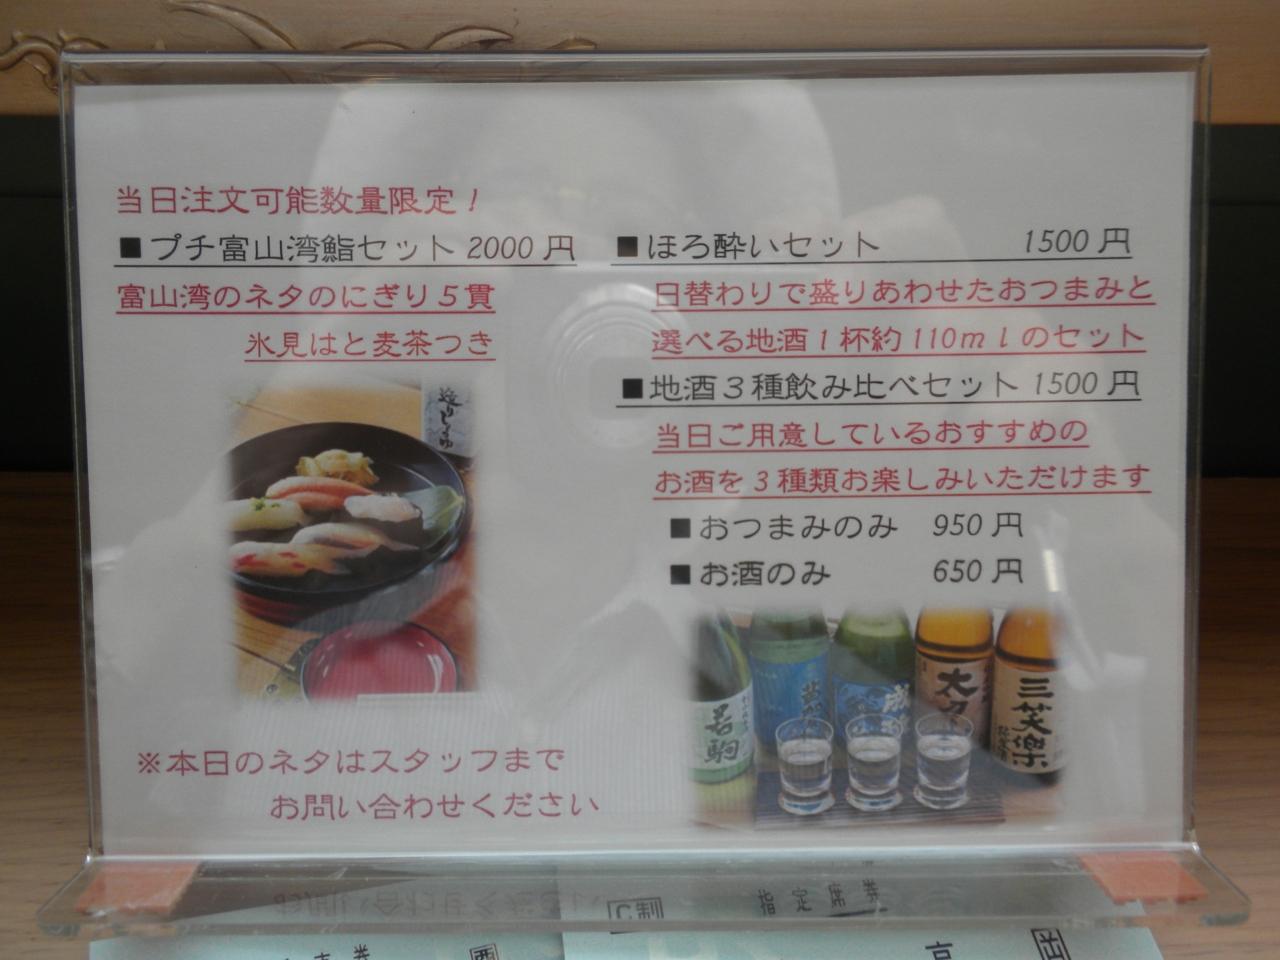 当日注文可能数量限定！
■プチ富山湾鮨セット 2000 円
富山湾のネタのにぎり５貫
氷見はと麦茶つき
※本日のネタはスタッフまで
お問い合わせください
■ほろ酔いセット 1500 円
日替わりで盛りあわせたおつまみと
選べる地酒１杯約110mlのセット
■地酒３種飲み比べセット 1500 円
当日ご用意しているおすすめの
お酒を３種類お楽しみいただけます
■おつまみのみ 950 円
■お酒のみ 650 円
若駒
三笑楽
C制
指定席券
西